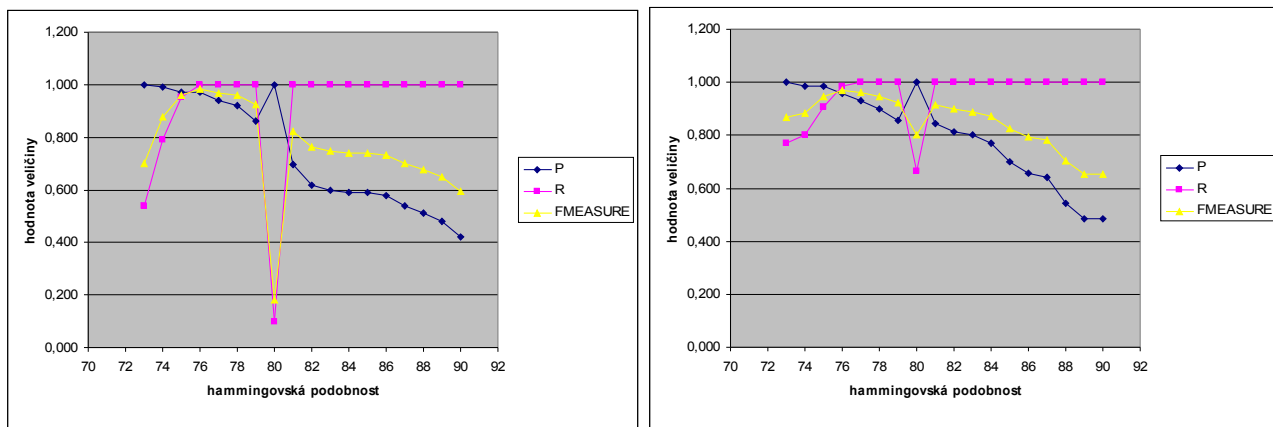 1,200
1,000
0,800
0,600
0,400
0,200
0,000
hodnota veličiny
70 72 74 76 78 80 82 84 86 88 90 92
hammingovská podobnost
P
R
FMEASURE
1,200
1,000
0,800
0,600
0,400
0,200
0,000
hodnota veličiny
70 72 74 76 78 80 82 84 86 88 90 92
hammingovská podobnost
P
R
FMEASURE